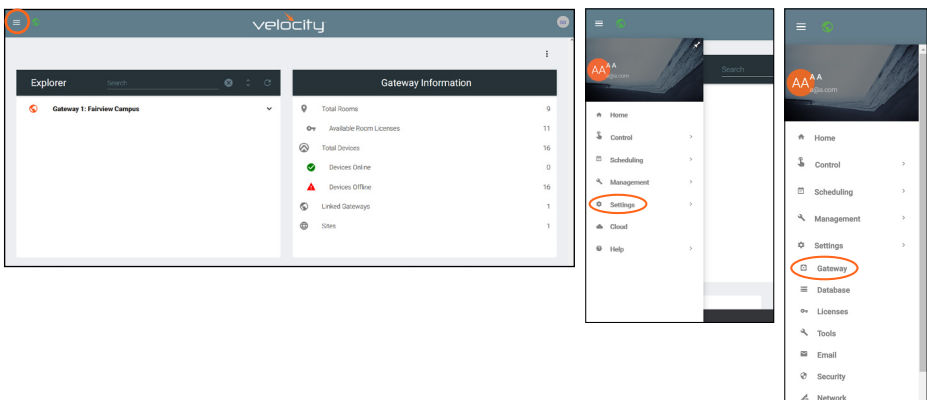 velocity
Explorer
Search
Gateway 1: Fairview Campus
Gateway Information
Total Rooms 9
Available Room Licenses 11
Total Devices 16
Devices Online 0
Devices Offline 16
Linked Gateways 1
Sites 1
AA A A
@a.com
Search
Home
Control
Scheduling
Management
Settings
Cloud
Help
AA A A
@a.com
Home
Control
Scheduling
Management
Settings
Gateway
Database
Licenses
Tools
Email
Security
Network